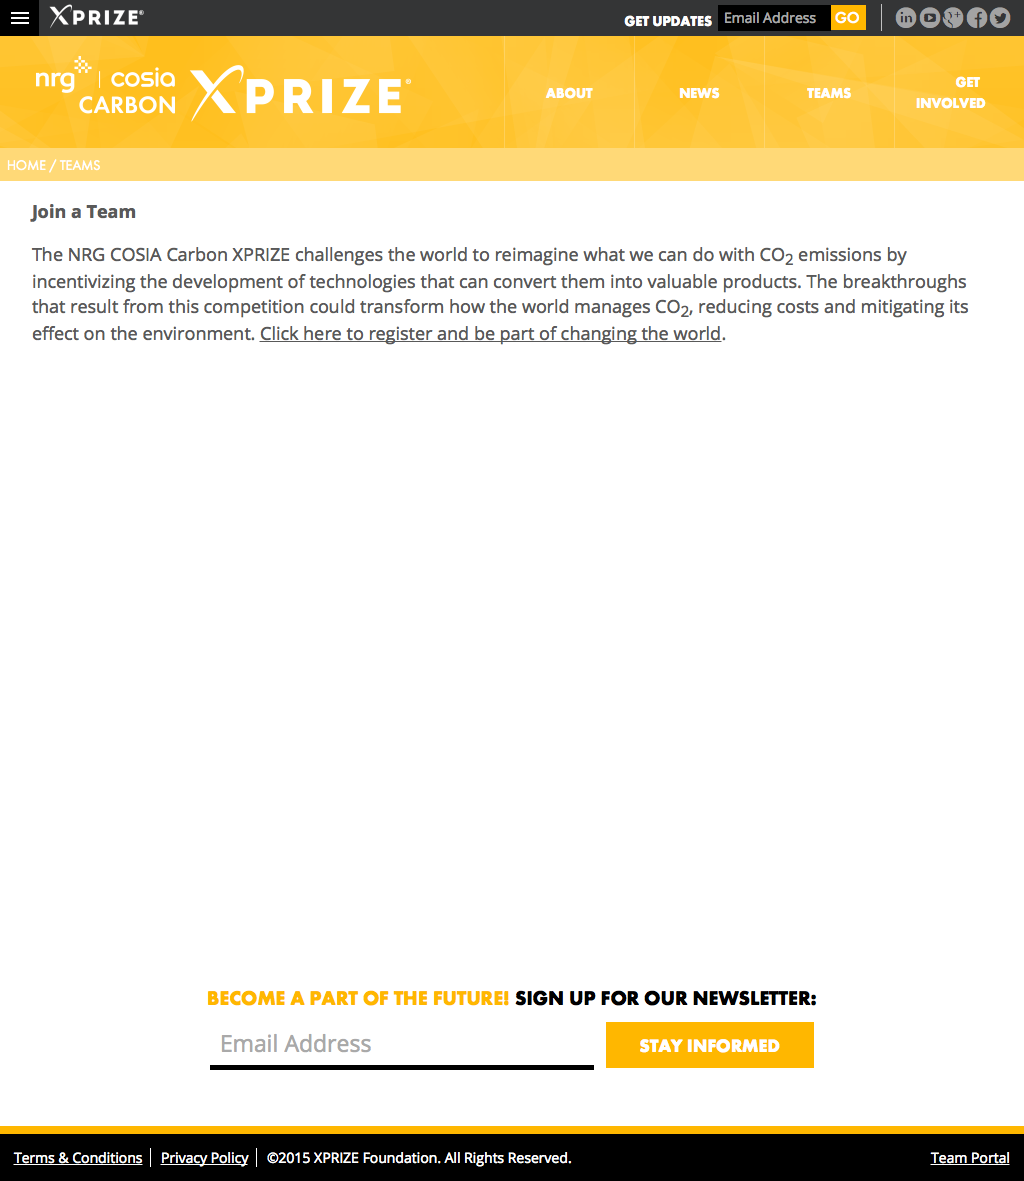 XPRIZE®
GET UPDATES Email Address GO
nrg cosia
CARBON XPRIZE®
ABOUT
NEWS
TEAMS
GET
INVOLVED
HOME / TEAMS
Join a Team
The NRG COSIA Carbon XPRIZE challenges the world to reimagine what we can do with CO2 emissions by
incentivizing the development of technologies that can convert them into valuable products. The breakthroughs
that result from this competition could transform how the world manages CO2, reducing costs and mitigating its
effect on the environment. Click here to register and be part of changing the world.
BECOME A PART OF THE FUTURE! SIGN UP FOR OUR NEWSLETTER:
Email Address STAY INFORMED
Terms & Conditions Privacy Policy ©2015 XPRIZE Foundation. All Rights Reserved. Team Portal